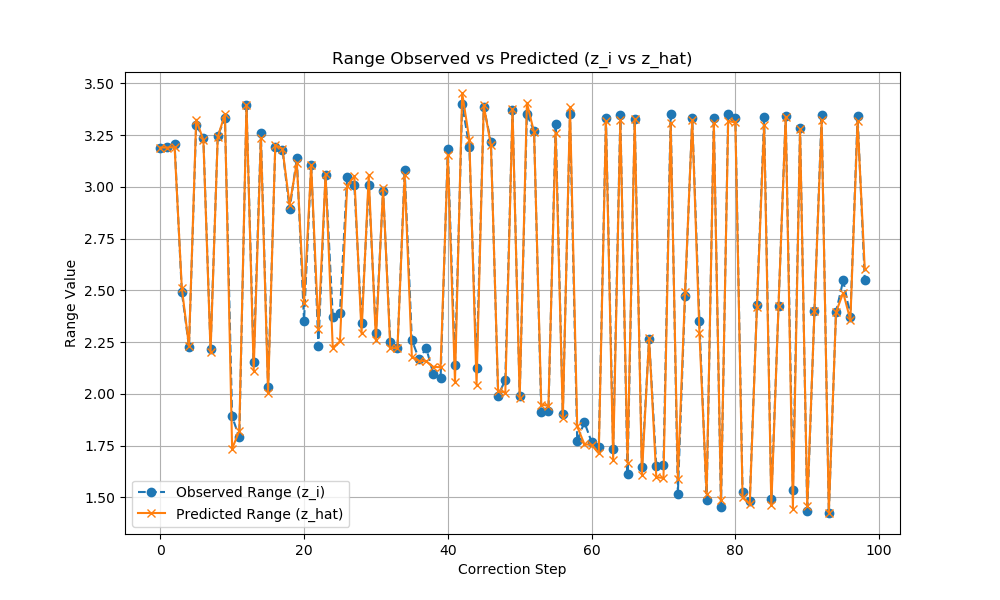 Range Observed vs Predicted (z_i vs z_hat)
3.50
3.25
3.00
2.75
2.50
2.25
2.00
1.75
1.50
Range Value
Observed Range (z_i)
Predicted Range (z_hat)
0 20 40 60 80 100
Correction Step